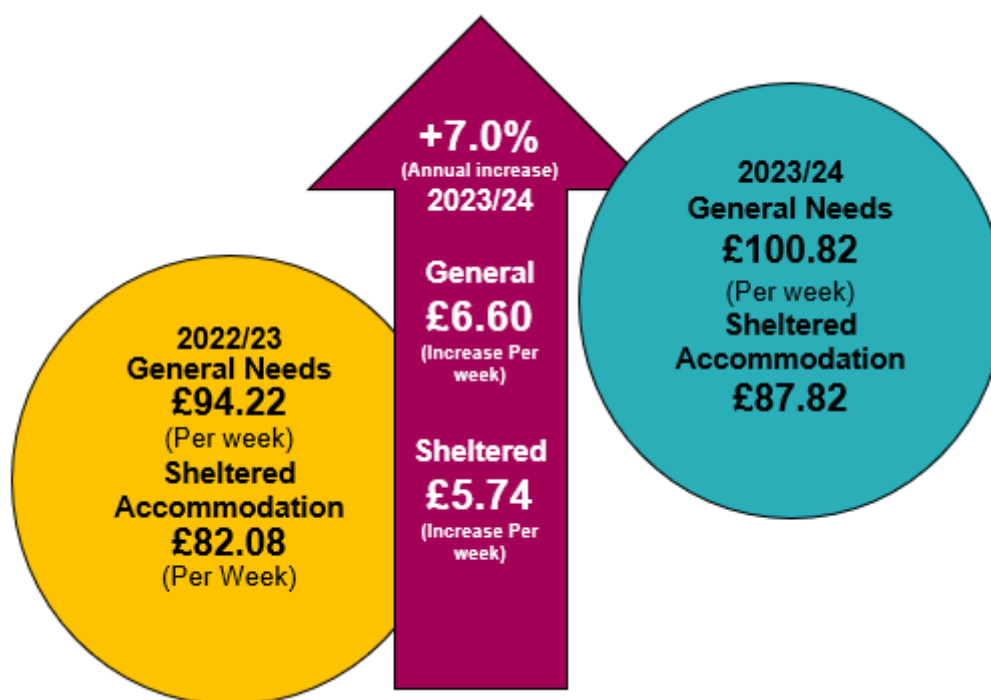 2022/23
General Needs
£94.22
(Per week)
Sheltered
Accommodation
£82.08
(Per Week)
+7.0%
(Annual increase)
2023/24
General
£6.60
(Increase Per
week)
Sheltered
£5.74
(Increase Per
week)
2023/24
General Needs
£100.82
(Per week)
Sheltered
Accommodation
£87.82